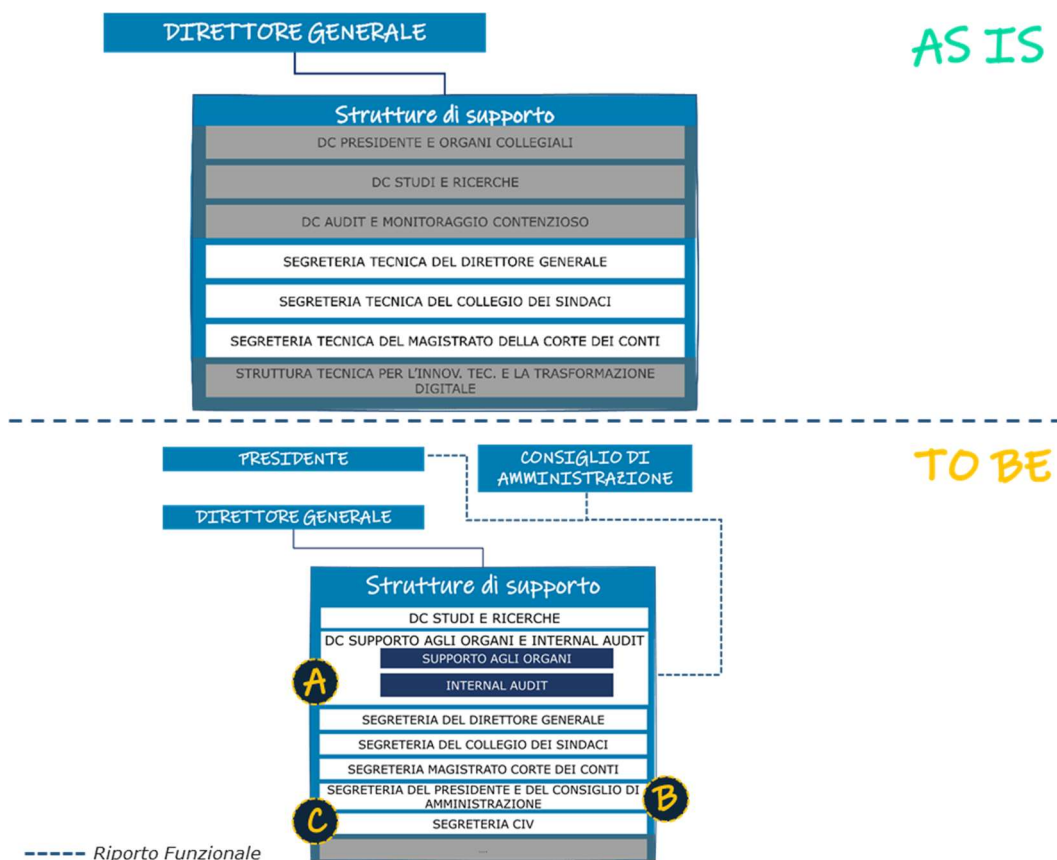 DIRETTORE GENERALE
AS IS
Strutture di supporto
DC PRESIDENTE E ORGANI COLLEGIALI
DC STUDI E RICERCHE
DC AUDIT E MONITORAGGIO CONTENZIOSO
SEGRETERIA TECNICA DEL DIRETTORE GENERALE
SEGRETERIA TECNICA DEL COLLEGIO DEI SINDACI
SEGRETERIA TECNICA DEL MAGISTRATO DELLA CORTE DEI CONTI
STRUTTURA TECNICA PER L'INNOV. TEC. E LA TRASFORMAZIONE
DIGITALE
PRESIDENTE
CONSIGLIO DI
AMMINISTRAZIONE
TO BE
DIRETTORE GENERALE
Strutture di supporto
DC STUDI E RICERCHE
DC SUPPORTO AGLI ORGANI E INTERNAL AUDIT
SUPPORTO AGLI ORGANI
A
INTERNAL AUDIT
SEGRETERIA DEL DIRETTORE GENERALE
SEGRETERIA DEL COLLEGIO DEI SINDACI
SEGRETERIA MAGISTRATO CORTE DEI CONTI
SEGRETERIA DEL PRESIDENTE E DEL CONSIGLIO DI
AMMINISTRAZIONE
B
C
SEGRETERIA CIV
...
Riporto Funzionale